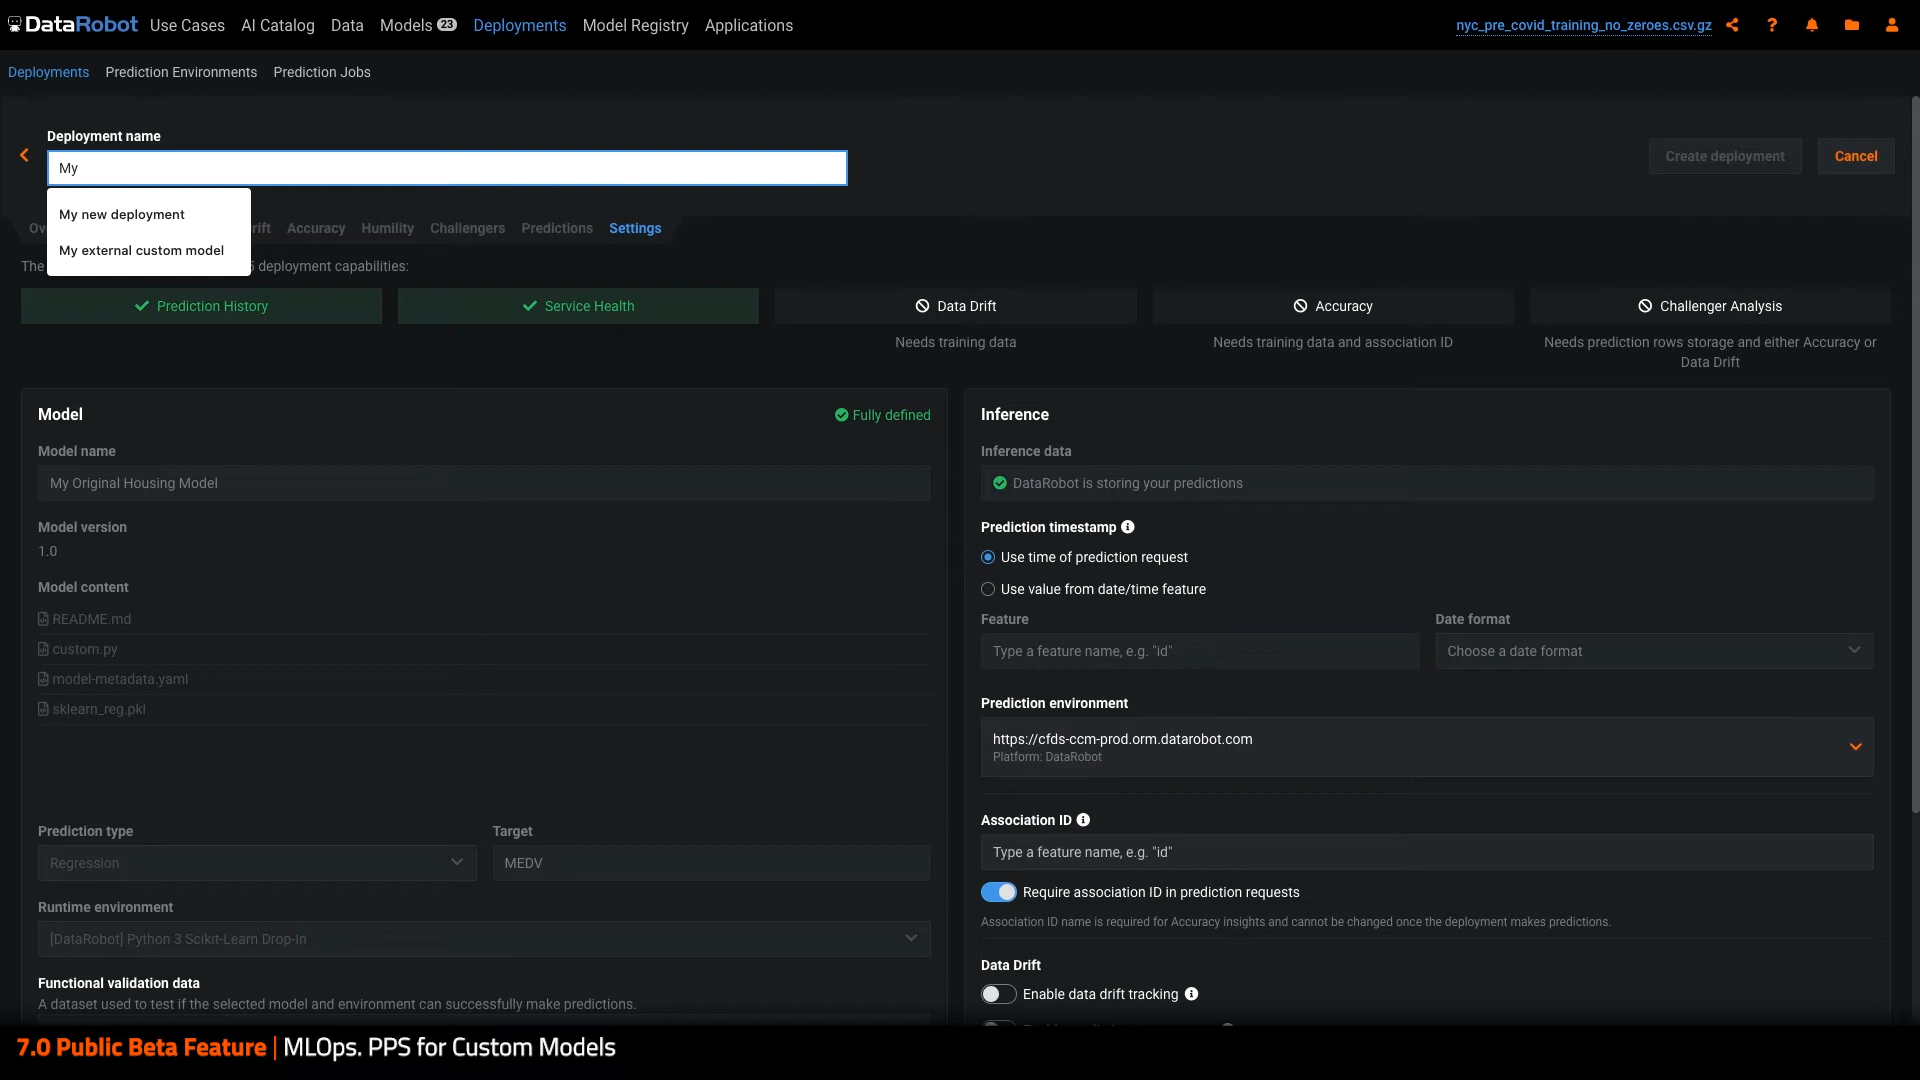 DataRobot Use Cases AI Catalog Data Models 23 Deployments Model Registry Applications nyc_pre_covid_training_no_zeroes.csv.gz
Deployments Prediction Environments Prediction Jobs
Deployment name
My
Create deployment Cancel
My new deployment
My external custom model
Ov rift Accuracy Humility Challengers Predictions Settings
The deployment capabilities:
Prediction History Service Health Data Drift Accuracy Challenger Analysis
Needs training data Needs training data and association ID Needs prediction rows storage and either Accuracy or
Data Drift
Model Fully defined
Model name
My Original Housing Model
Model version
1.0
Model content
README.md
custom.py
model-metadata.yaml
sklearn_reg.pkl
Prediction type Target
Regression MEDV
Runtime environment
[DataRobot] Python 3 Scikit-Learn Drop-In
Functional validation data
A dataset used to test if the selected model and environment can successfully make predictions.
Inference
Inference data
DataRobot is storing your predictions
Prediction timestamp
Use time of prediction request
Use value from date/time feature
Feature Date format
Type a feature name, e.g. "id" Choose a date format
Prediction environment
https://cfds-ccm-prod.orm.datarobot.com
Platform: DataRobot
Association ID
Type a feature name, e.g. "id"
Require association ID in prediction requests
Association ID name is required for Accuracy insights and cannot be changed once the deployment makes predictions.
Data Drift
Enable data drift tracking
7.0 Public Beta Feature | MLOps. PPS for Custom Models